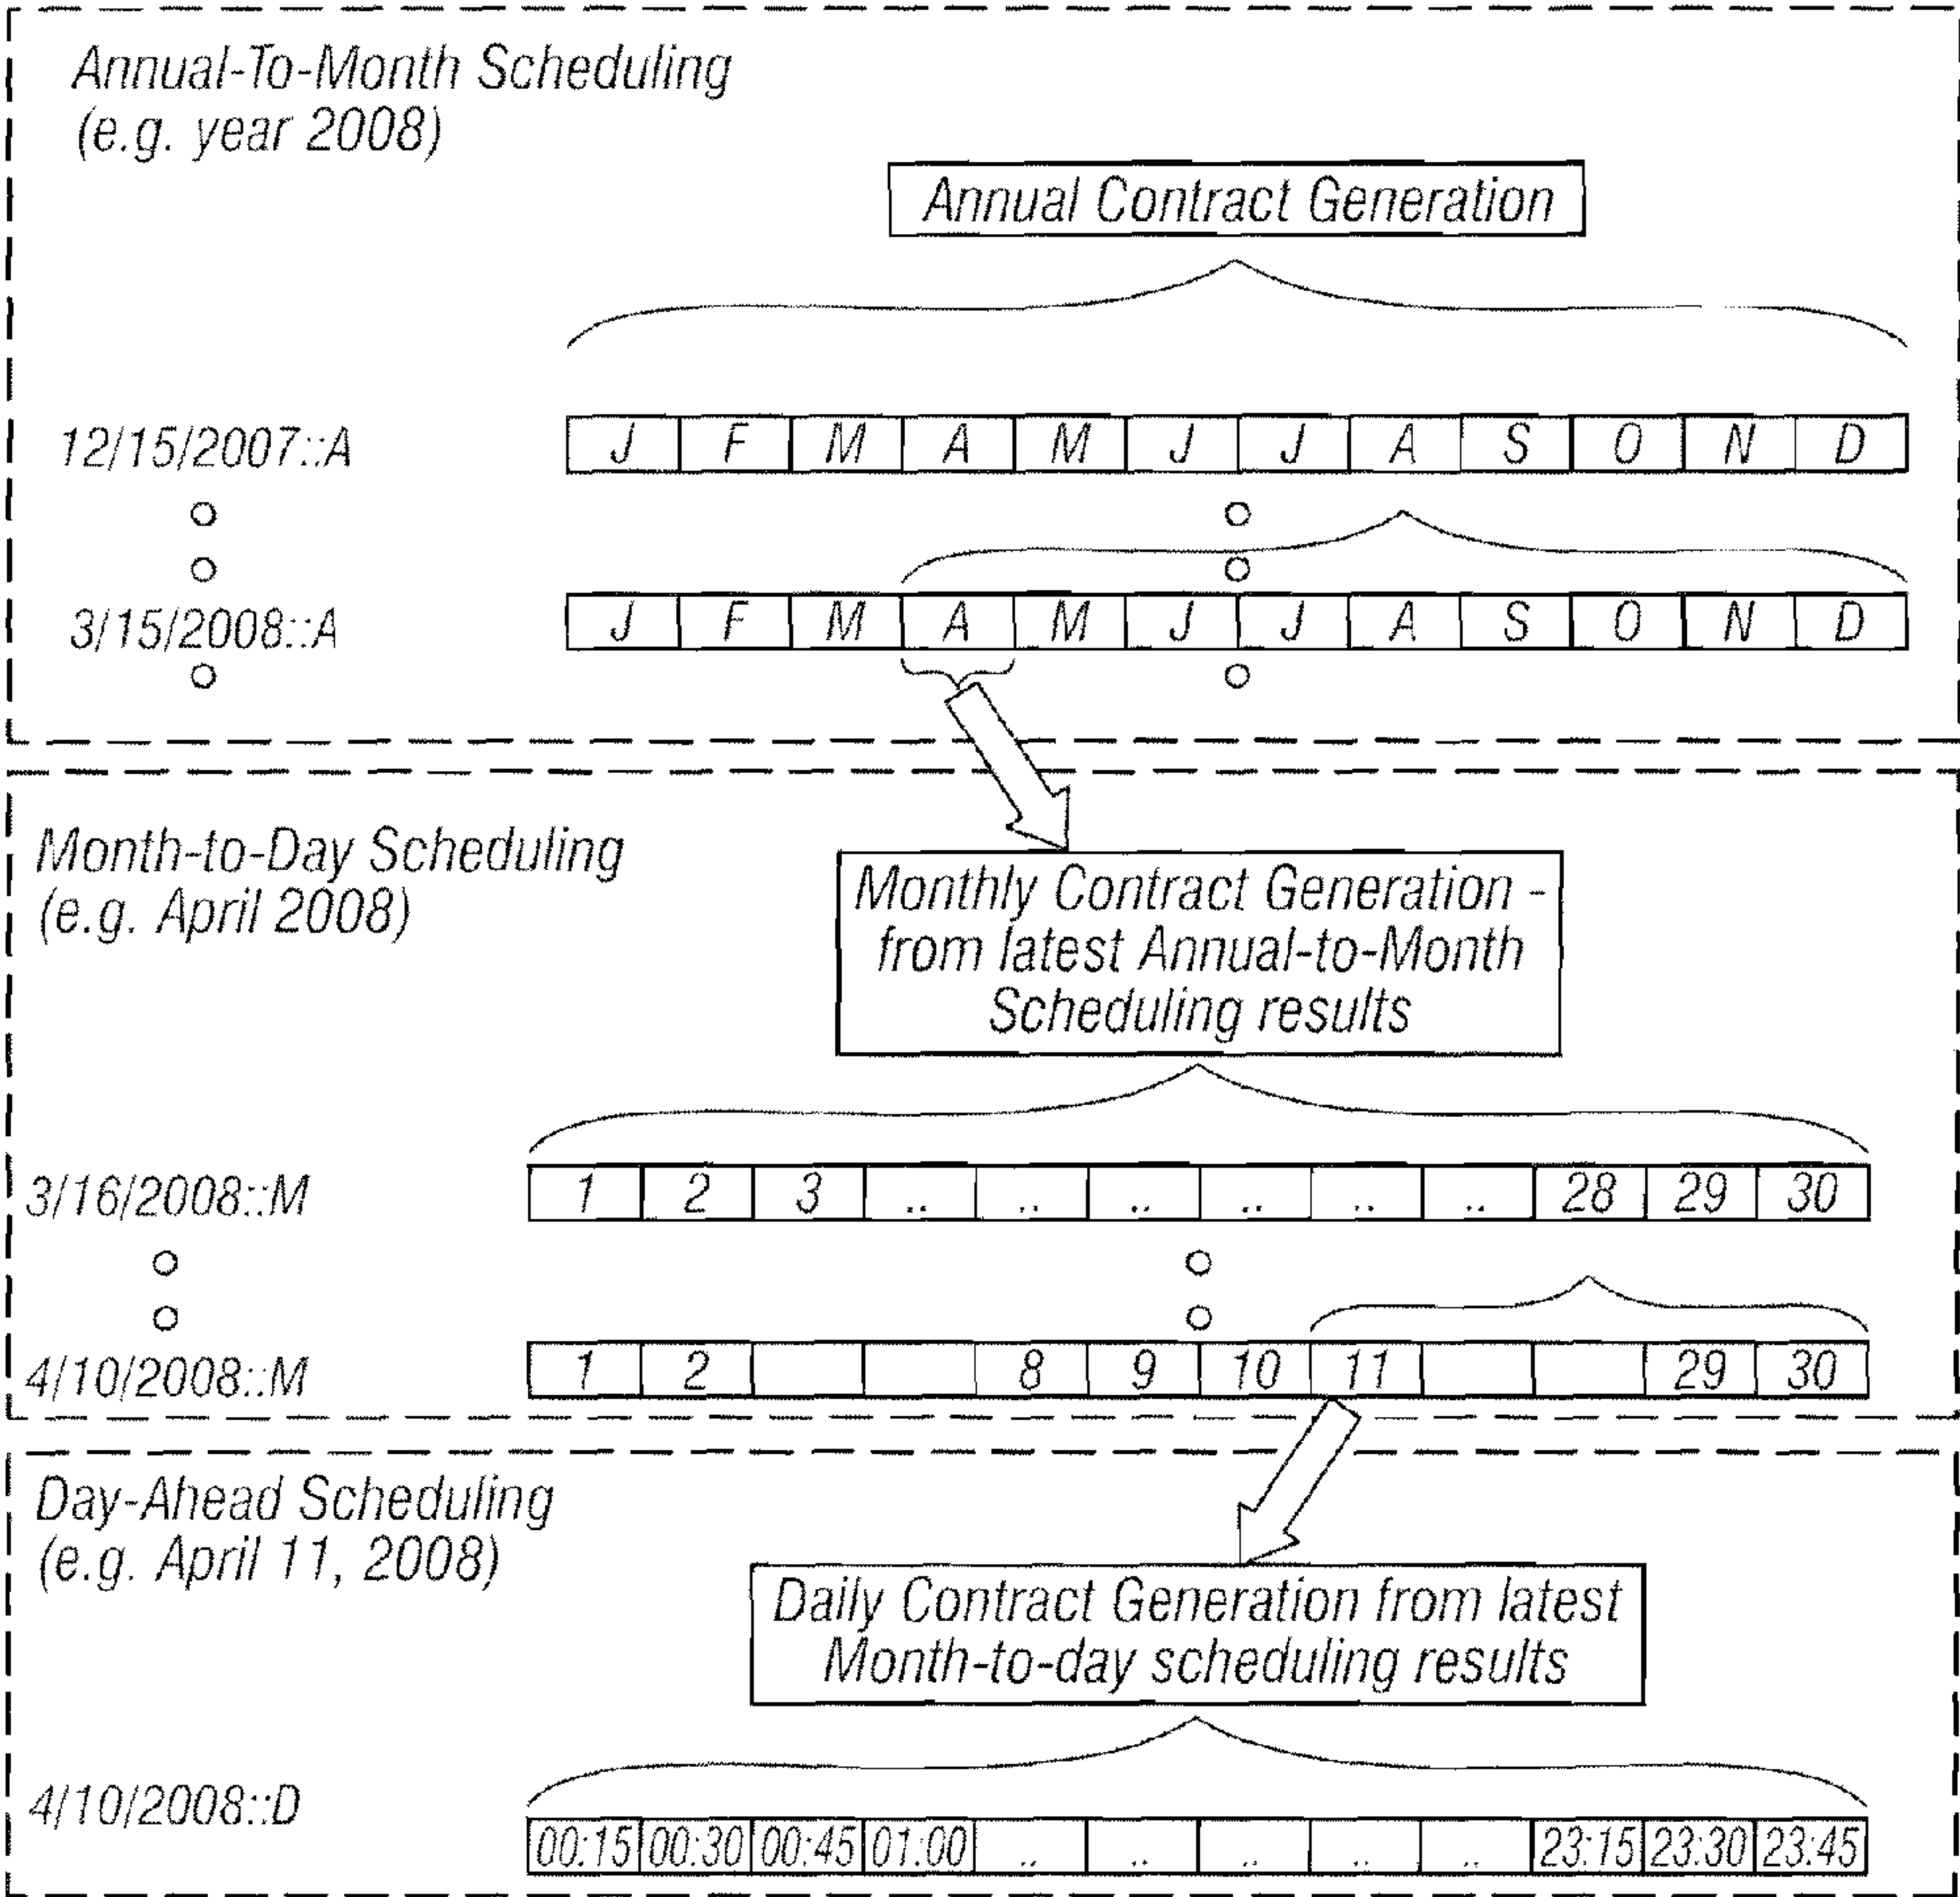 Annual-To-Month Scheduling
(e.g. year 2008)
Annual Contract Generation
12/15/2007::A J F M A M J J A S O N D
3/15/2008::A J F M A M J J A S O N D
Month-to-Day Scheduling
(e.g. April 2008)
Monthly Contract Generation -
from latest Annual-to-Month
Scheduling results
3/16/2008::M 1 2 3 .. .. .. .. .. .. 28 29 30
4/10/2008::M 1 2 8 9 10 11 29 30
Day-Ahead Scheduling
(e.g. April 11, 2008)
Daily Contract Generation from latest
Month-to-day scheduling results
4/10/2008::D 00:15 00:30 00:45 01:00 .. .. .. .. .. 23:15 23:30 23:45